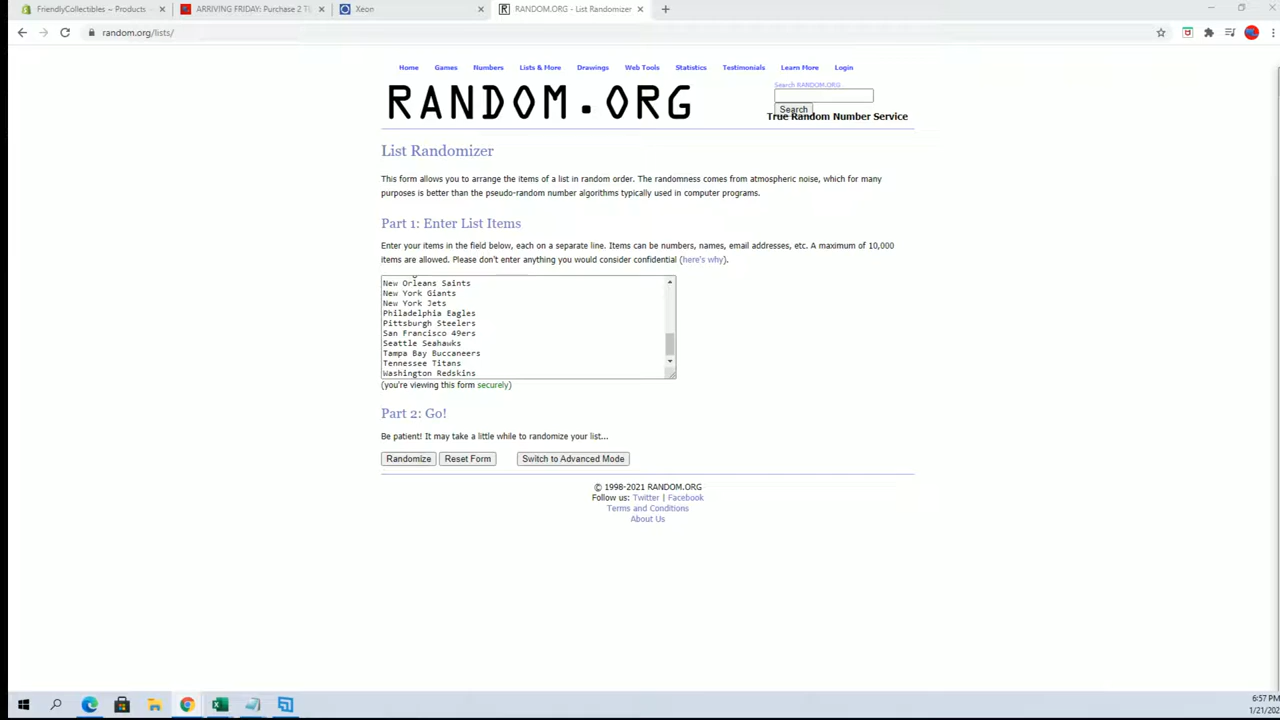 FriendlyCollectibles ~ Products
ARRIVING FRIDAY: Purchase 2 T
Xeon
RANDOM.ORG - List Randomizer
random.org/lists/
Home Games Numbers Lists & More Drawings Web Tools Statistics Testimonials Learn More Login
RANDOM.ORG
Search RANDOM.ORG
Search
True Random Number Service
List Randomizer
This form allows you to arrange the items of a list in random order. The randomness comes from atmospheric noise, which for many
purposes is better than the pseudo-random number algorithms typically used in computer programs.
Part 1: Enter List Items
Enter your items in the field below, each on a separate line. Items can be numbers, names, email addresses, etc. A maximum of 10,000
items are allowed. Please don't enter anything you would consider confidential (here's why).
New Orleans Saints
New York Giants
New York Jets
Philadelphia Eagles
Pittsburgh Steelers
San Francisco 49ers
Seattle Seahawks
Tampa Bay Buccaneers
Tennessee Titans
Washington Redskins
(you're viewing this form securely)
Part 2: Go!
Be patient! It may take a little while to randomize your list...
Randomize Reset Form Switch to Advanced Mode
© 1998-2021 RANDOM.ORG
Follow us: Twitter | Facebook
Terms and Conditions
About Us
6:57 PM
1/21/202